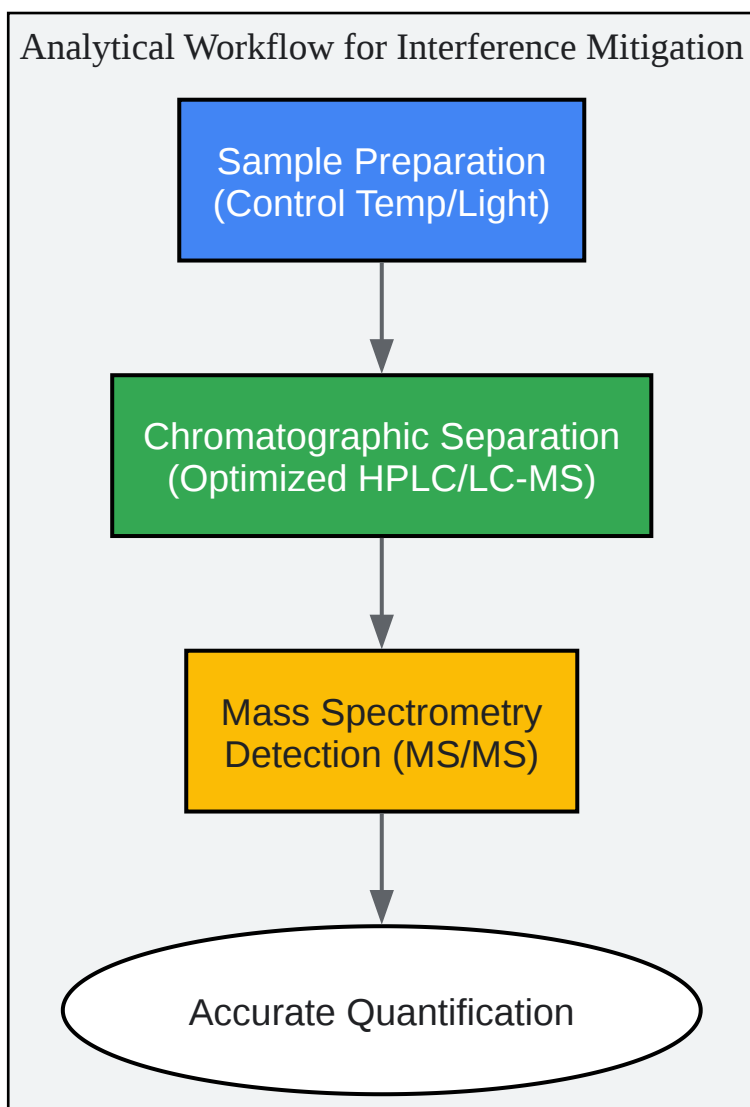 Analytical Workflow for Interference Mitigation
Sample Preparation
(Control Temp/Light)
Chromatographic Separation
(Optimized HPLC/LC-MS)
Mass Spectrometry
Detection (MS/MS)
Accurate Quantification